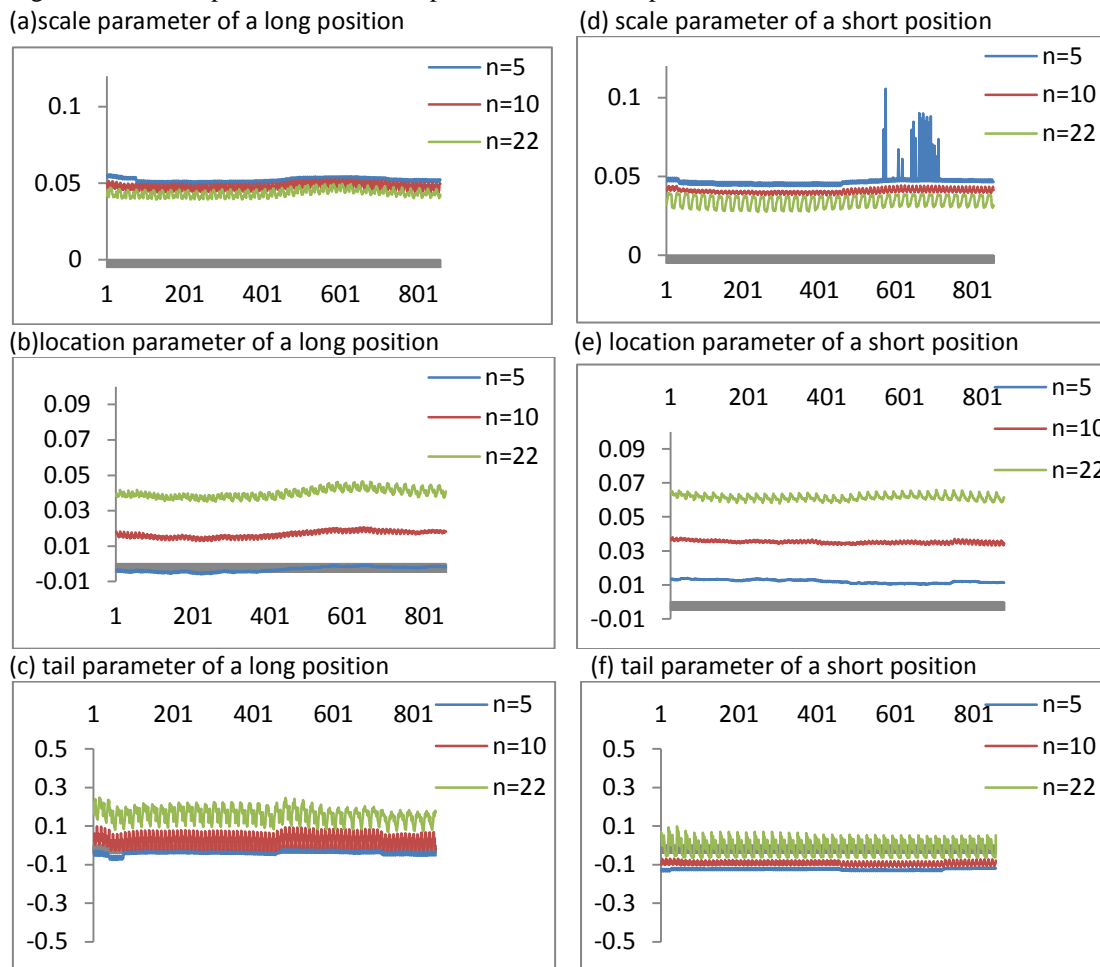 (a)scale parameter of a long position
n=5
n=10
n=22
0.1
0.05
0
1 201 401 601 801
(d) scale parameter of a short position
n=5
n=10
n=22
0.1
0.05
0
1 201 401 601 801
(b)location parameter of a long position
n=5
n=10
n=22
0.09
0.07
0.05
0.03
0.01
-0.01
1 201 401 601 801
(e) location parameter of a short position
1 201 401 601 801
n=5
n=10
n=22
0.09
0.07
0.05
0.03
0.01
-0.01
(c) tail parameter of a long position
1 201 401 601 801
n=5
n=10
n=22
0.5
0.3
0.1
-0.1
-0.3
-0.5
(f) tail parameter of a short position
1 201 401 601 801
n=5
n=10
n=22
0.5
0.3
0.1
-0.1
-0.3
-0.5